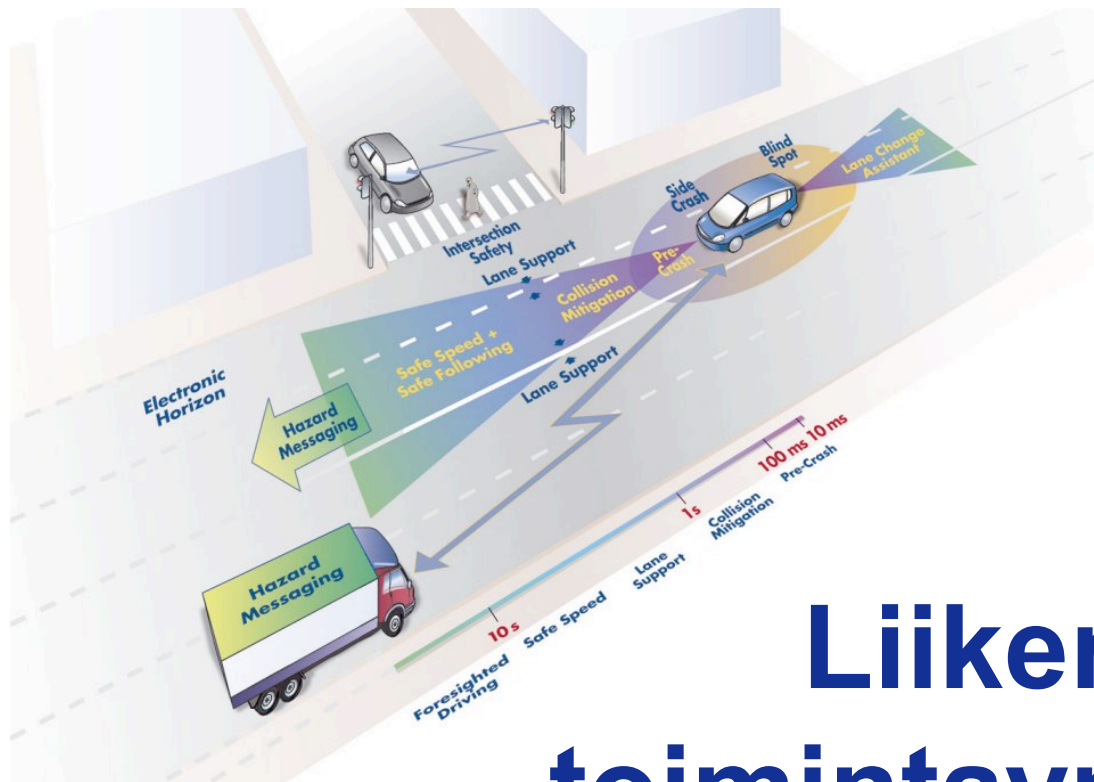 Blind
Spot
Lane Change
Assistant
Side
Crash
Pre-
Crash
Intersection
Safety
Lane Support
Collision
Mitigation
Safe Speed +
Safe Following
Lane Support
Electronic
Horizon
Hazard
Messaging
Hazard
Messaging
10 ms
100 ms
Pre-Crash
1s
Collision
Mitigation
Lane
Support
10 s
Safe Speed
Foresighted
Driving